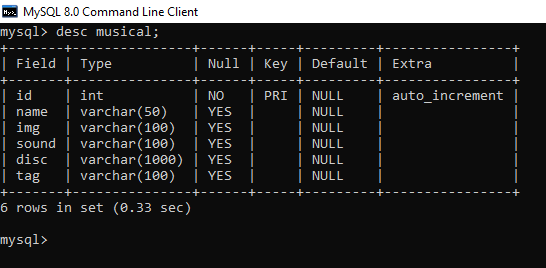 MySQL 8.0 Command Line Client
mysql> desc musical;
+-------+---------------+------+-----+---------+----------------+
| Field | Type          | Null | Key | Default | Extra          |
+-------+---------------+------+-----+---------+----------------+
| id    | int           | NO   | PRI | NULL    | auto_increment |
| name  | varchar(50)   | YES  |     | NULL    |                |
| img   | varchar(100)  | YES  |     | NULL    |                |
| sound | varchar(100)  | YES  |     | NULL    |                |
| disc  | varchar(1000) | YES  |     | NULL    |                |
| tag   | varchar(100)  | YES  |     | NULL    |                |
+-------+---------------+------+-----+---------+----------------+
6 rows in set (0.33 sec)
mysql>